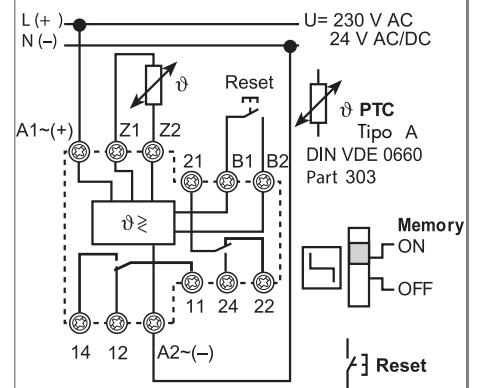 L (+)
U= 230 V AC
N (–)
24 V AC/DC
Reset
ϑ
ϑ PTC
Tipo A
DIN VDE 0660
Part 303
A1~(+)
Z1
Z2
21
B1
B2
ϑ≷
Memory
ON
OFF
11
24
22
14
12
A2~(–)
Reset